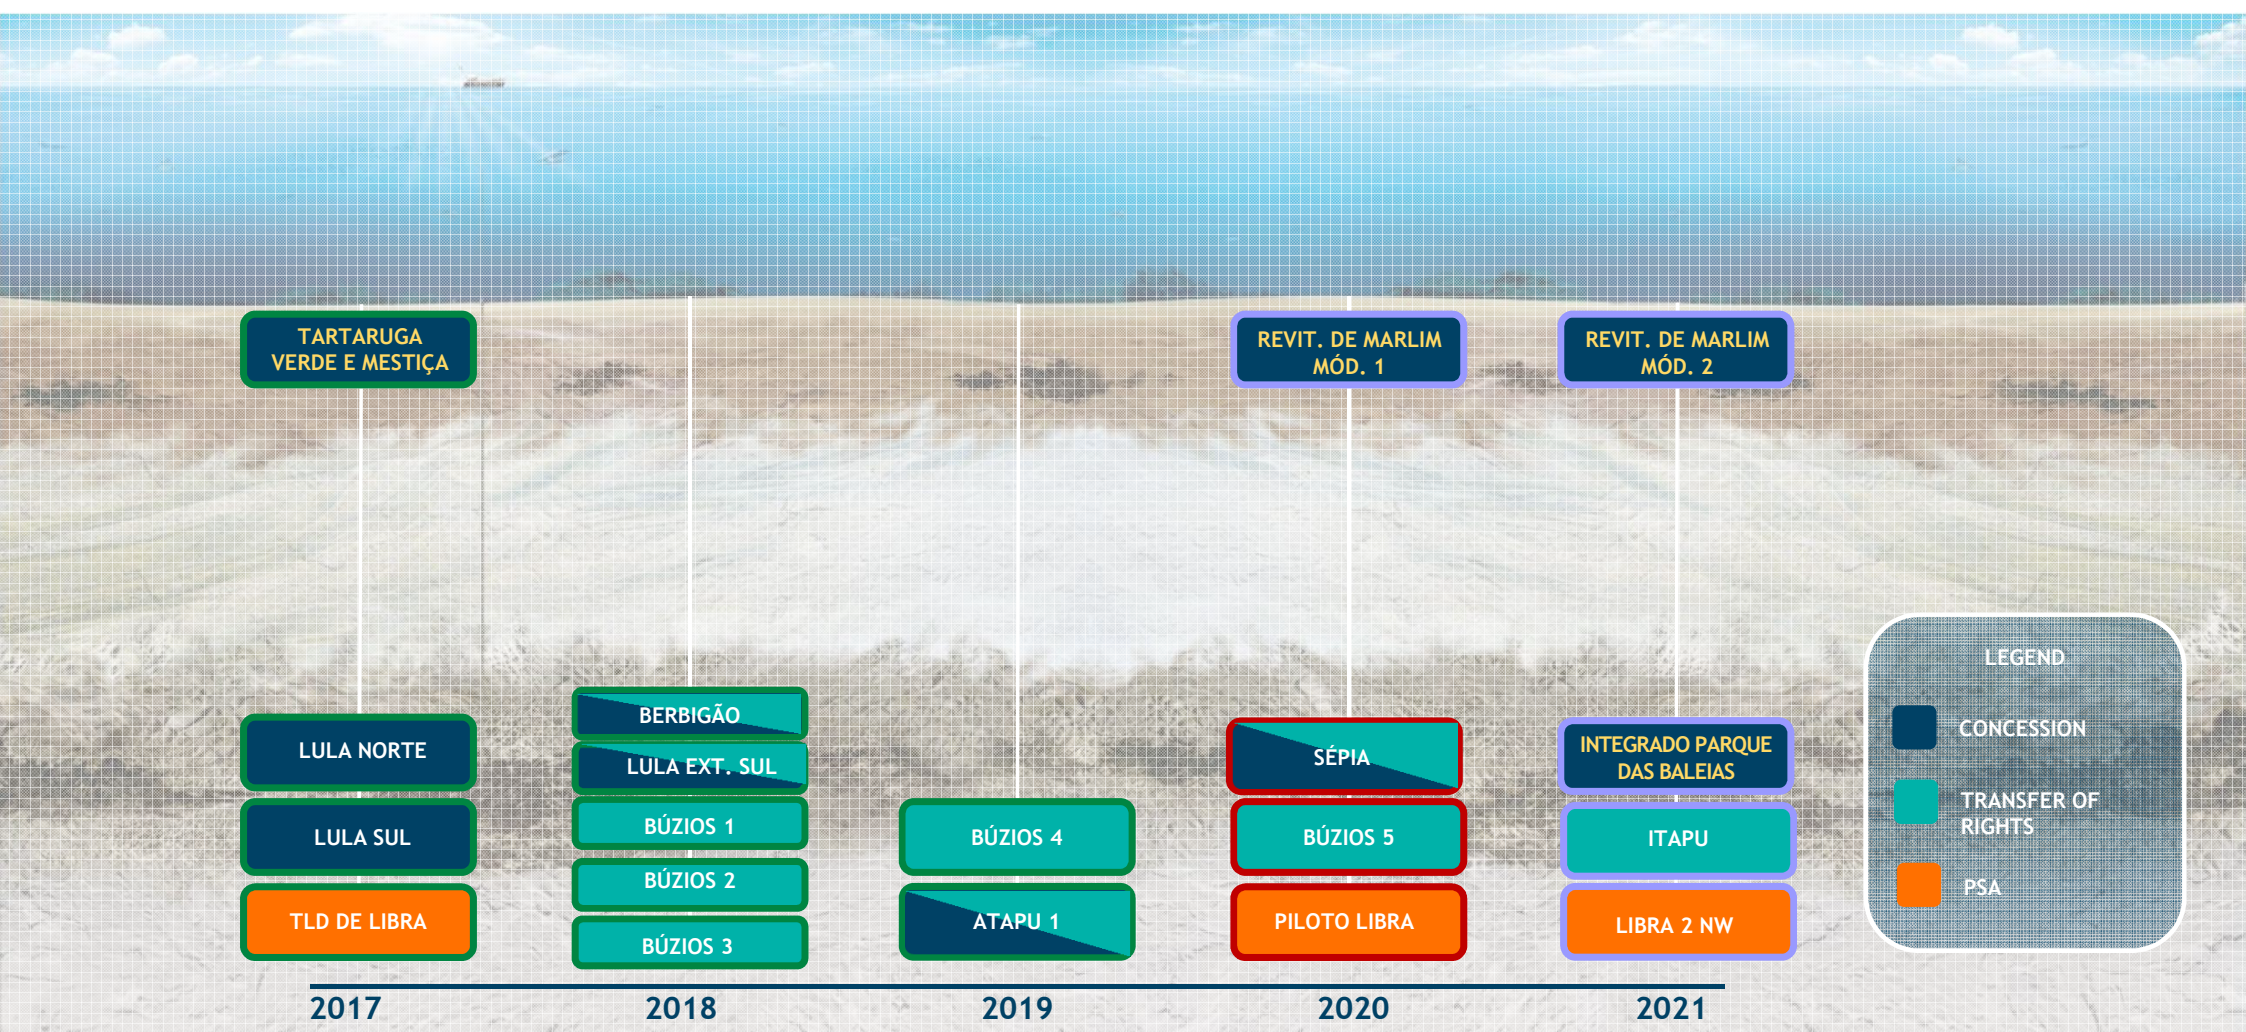 TARTARUGA
VERDE E MESTIÇA
REVIT. DE MARLIM
MÓD. 1
REVIT. DE MARLIM
MÓD. 2
LULA NORTE
LULA SUL
TLD DE LIBRA
BERBIGÃO
LULA EXT. SUL
BÚZIOS 1
BÚZIOS 2
BÚZIOS 3
BÚZIOS 4
ATAPU 1
SÉPIA
BÚZIOS 5
PILOTO LIBRA
INTEGRADO PARQUE
DAS BALEIAS
ITAPU
LIBRA 2 NW
LEGEND
CONCESSION
TRANSFER OF
RIGHTS
PSA
2017
2018
2019
2020
2021